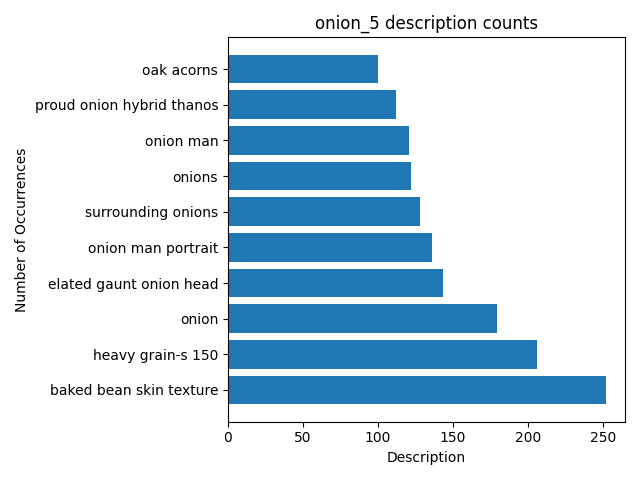 onion_5 description counts
Number of Occurrences
oak acorns
proud onion hybrid thanos
onion man
onions
surrounding onions
onion man portrait
elated gaunt onion head
onion
heavy grain-s 150
baked bean skin texture
0 50 100 150 200 250
Description